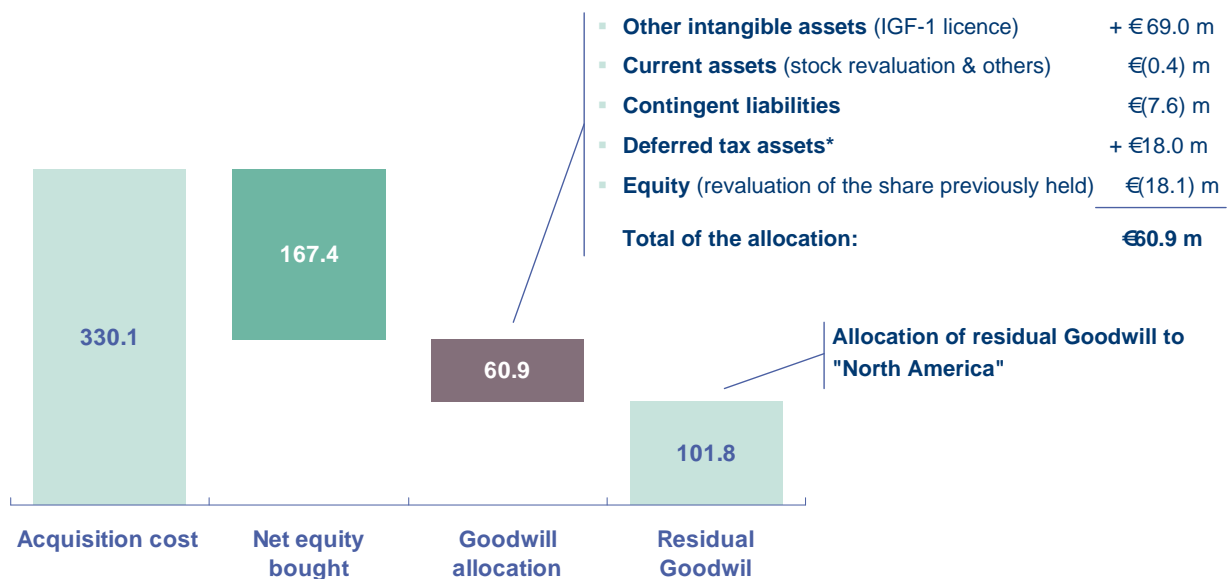 Other intangible assets (IGF-1 licence) + €69.0 m
Current assets (stock revaluation & others) €(0.4) m
Contingent liabilities €(7.6) m
Deferred tax assets* + €18.0 m
Equity (revaluation of the share previously held) €(18.1) m
Total of the allocation: €60.9 m
167.4
330.1
Allocation of residual Goodwill to
"North America"
60.9
101.8
Acquisition cost
Net equity
bought
Goodwill
allocation
Residual
Goodwil